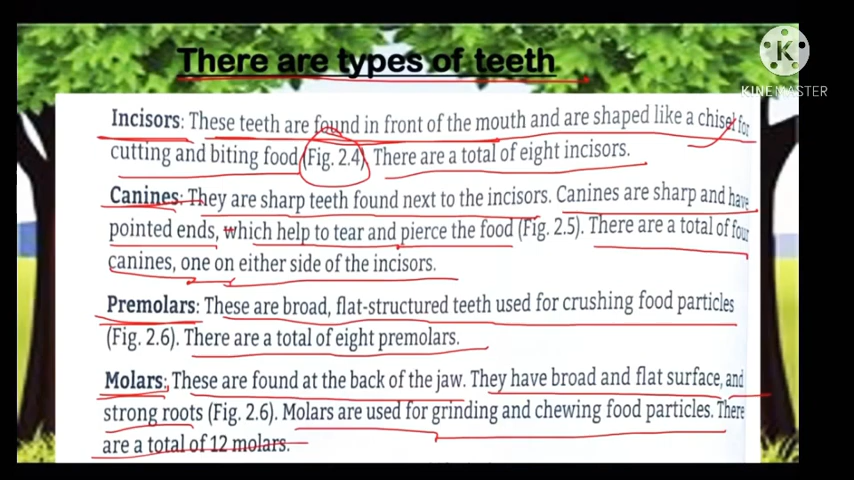 There are types of teeth
K
KINEMASTER
Incisors: These teeth are found in front of the mouth and are shaped like a chisel for
cutting and biting food (Fig. 2.4). There are a total of eight incisors.
Canines: They are sharp teeth found next to the incisors. Canines are sharp and have
pointed ends, which help to tear and pierce the food (Fig. 2.5). There are a total of four
canines, one on either side of the incisors.
Premolars: These are broad, flat-structured teeth used for crushing food particles
(Fig. 2.6). There are a total of eight premolars.
Molars: These are found at the back of the jaw. They have broad and flat surface, and
strong roots (Fig. 2.6). Molars are used for grinding and chewing food particles. There
are a total of 12 molars.